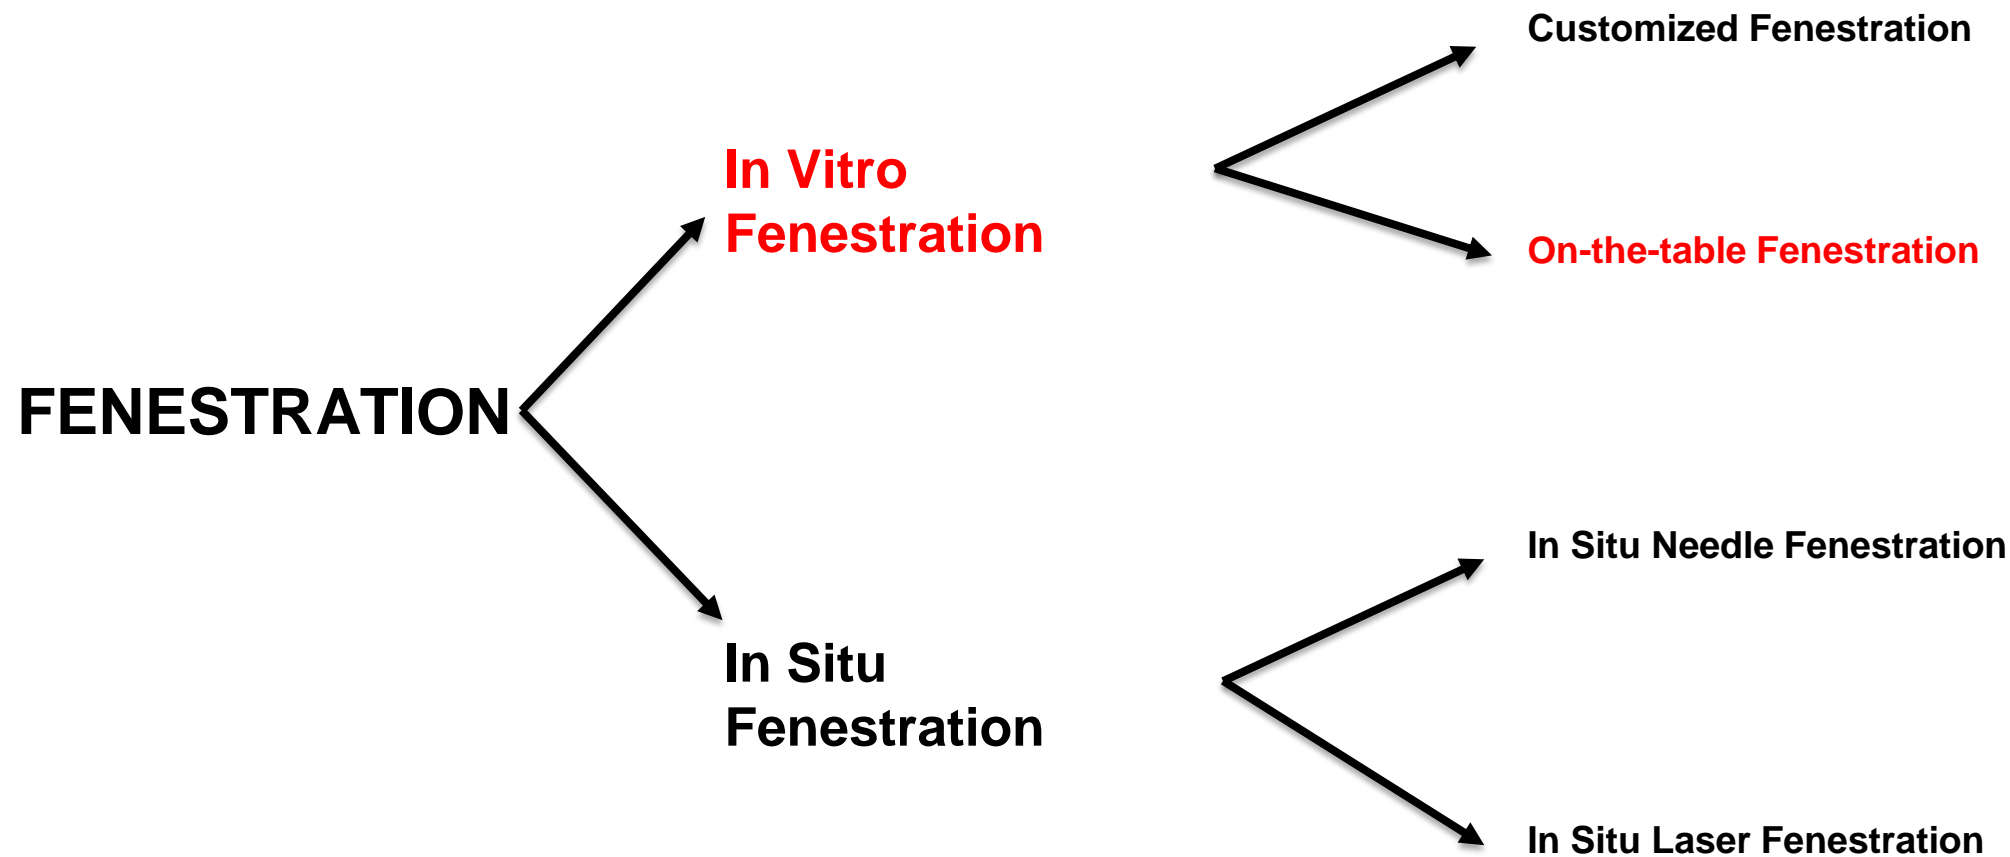 Customized Fenestration
In Vitro
Fenestration
On-the-table Fenestration
FENESTRATION
In Situ Needle Fenestration
In Situ
Fenestration
In Situ Laser Fenestration